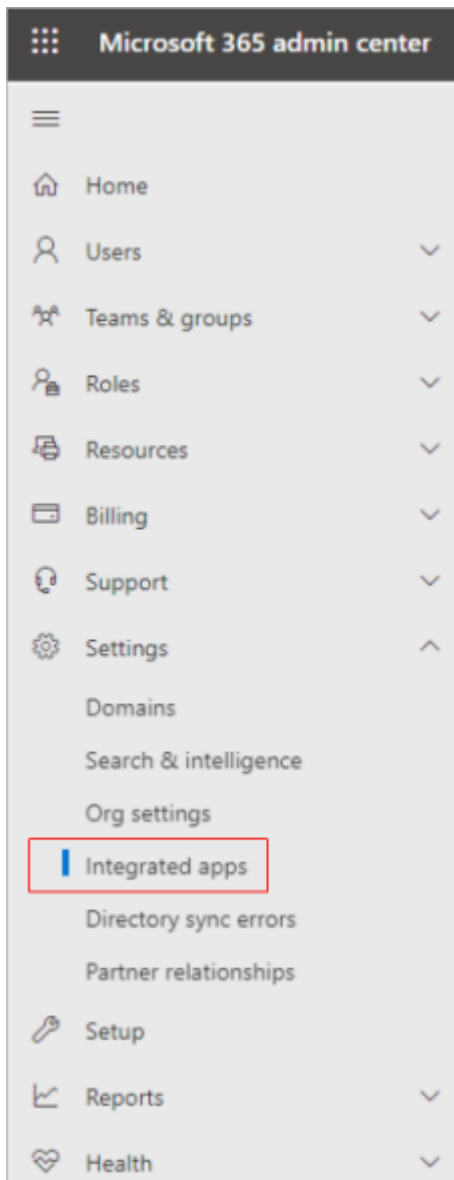 Microsoft 365 admin center
Home
Users
Teams & groups
Roles
Resources
Billing
Support
Settings
Domains
Search & intelligence
Org settings
Integrated apps
Directory sync errors
Partner relationships
Setup
Reports
Health